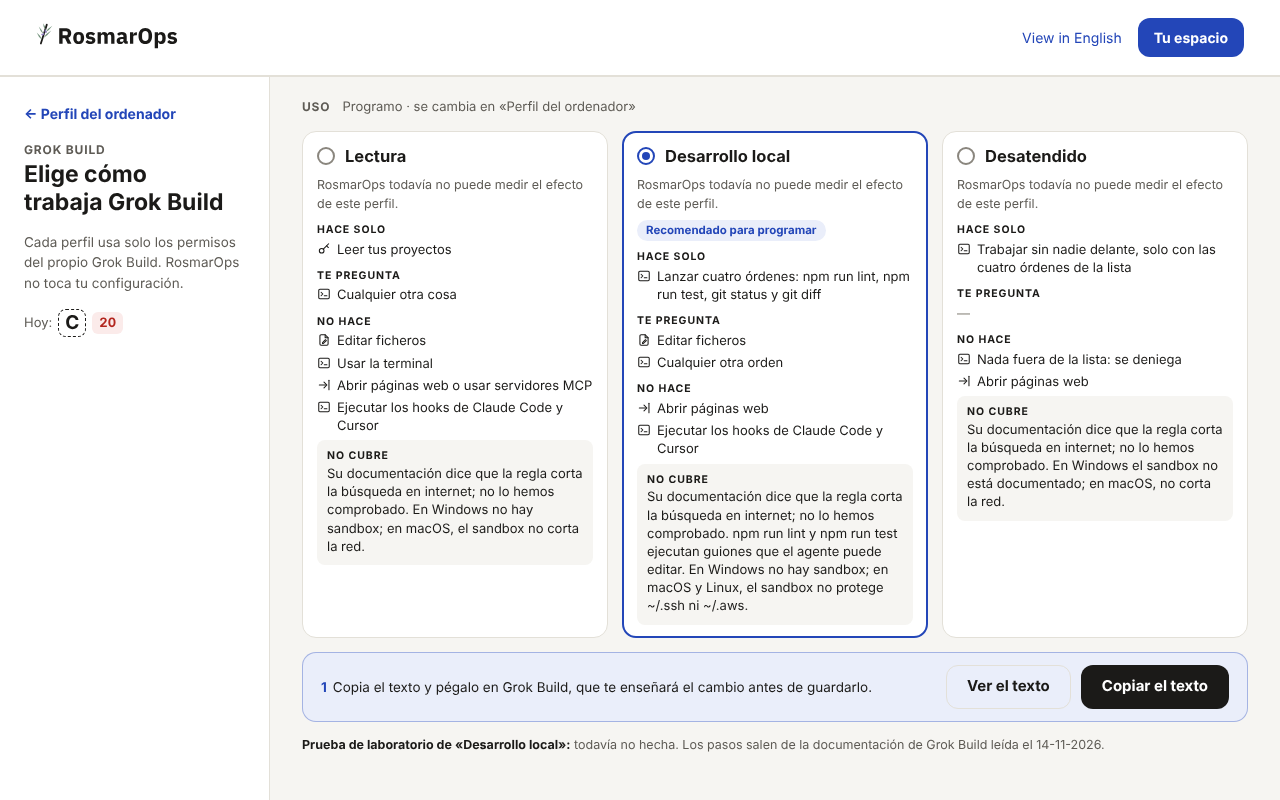 RosmarOps
View in English
Tu espacio
← Perfil del ordenador
GROK BUILD
Elige cómo
trabaja Grok Build
Cada perfil usa solo los permisos
del propio Grok Build. RosmarOps
no toca tu configuración.
Hoy: C 20
USO Programo · se cambia en «Perfil del ordenador»
Lectura
RosmarOps todavía no puede medir el efecto
de este perfil.
HACE SOLO
Leer tus proyectos
TE PREGUNTA
Cualquier otra cosa
NO HACE
Editar ficheros
Usar la terminal
Abrir páginas web o usar servidores MCP
Ejecutar los hooks de Claude Code y
Cursor
NO CUBRE
Su documentación dice que la regla corta
la búsqueda en internet; no lo hemos
comprobado. En Windows no hay
sandbox; en macOS, el sandbox no corta
la red.
Desarrollo local
RosmarOps todavía no puede medir el efecto
de este perfil.
Recomendado para programar
HACE SOLO
Lanzar cuatro órdenes: npm run lint, npm
run test, git status y git diff
TE PREGUNTA
Editar ficheros
Cualquier otra orden
NO HACE
Abrir páginas web
Ejecutar los hooks de Claude Code y
Cursor
NO CUBRE
Su documentación dice que la regla corta
la búsqueda en internet; no lo hemos
comprobado. npm run lint y npm run test
ejecutan guiones que el agente puede
editar. En Windows no hay sandbox; en
macOS y Linux, el sandbox no protege
~/.ssh ni ~/.aws.
Desatendido
RosmarOps todavía no puede medir el efecto
de este perfil.
HACE SOLO
Trabajar sin nadie delante, solo con las
cuatro órdenes de la lista
TE PREGUNTA
—
NO HACE
Nada fuera de la lista: se deniega
Abrir páginas web
NO CUBRE
Su documentación dice que la regla corta
la búsqueda en internet; no lo hemos
comprobado. En Windows el sandbox no
está documentado; en macOS, no corta
la red.
1 Copia el texto y pégalo en Grok Build, que te enseñará el cambio antes de guardarlo.
Ver el texto
Copiar el texto
Prueba de laboratorio de «Desarrollo local»: todavía no hecha. Los pasos salen de la documentación de Grok Build leída el 14-11-2026.